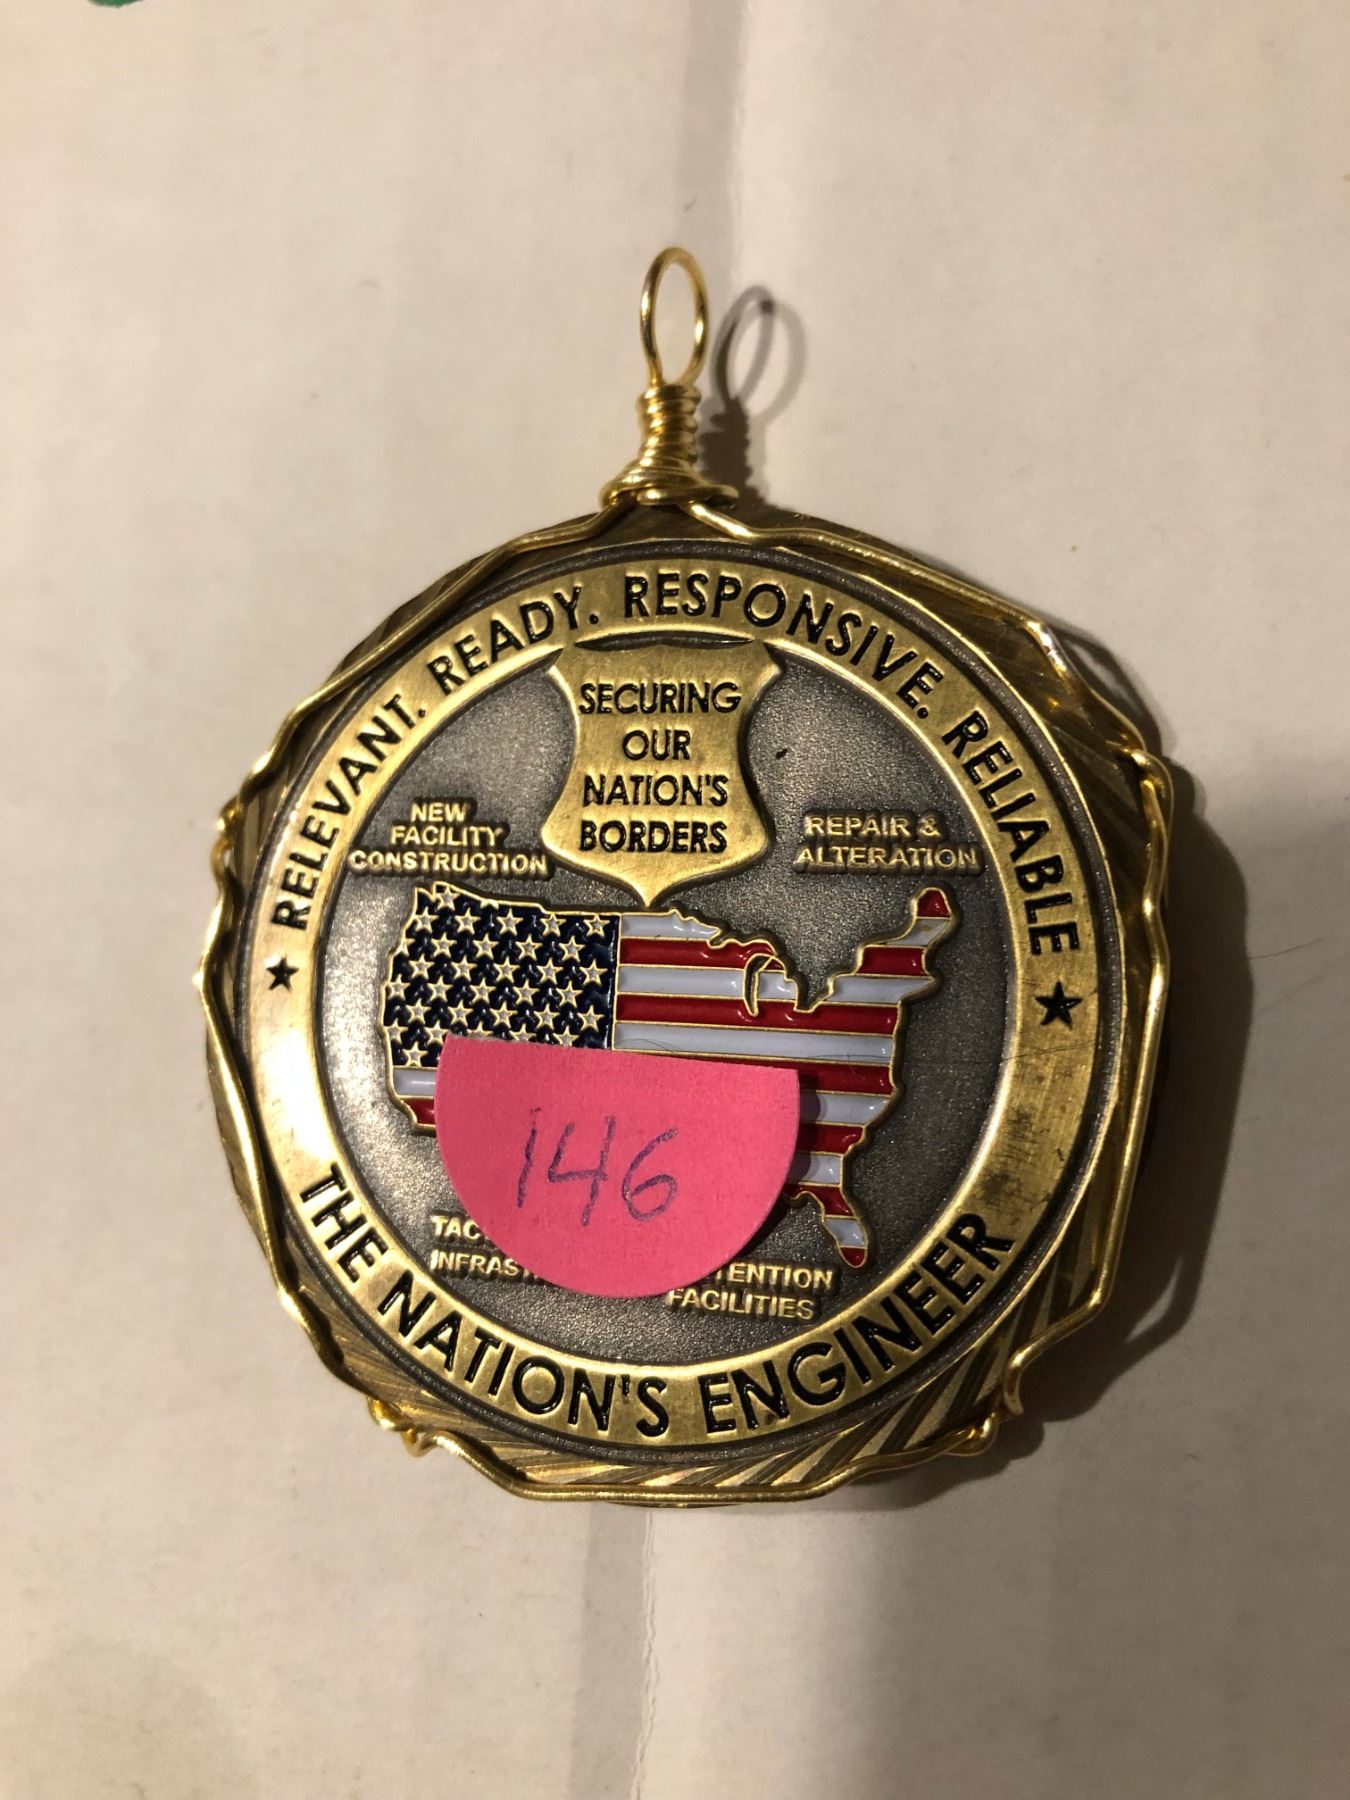 RELEVANT. READY. RESPONSIVE. RELIABLE
SECURING
OUR
NATION'S
BORDERS
NEW
FACILITY
CONSTRUCTION
REPAIR &
ALTERATION
146
FACILITIES
THE NATION'S ENGINEER